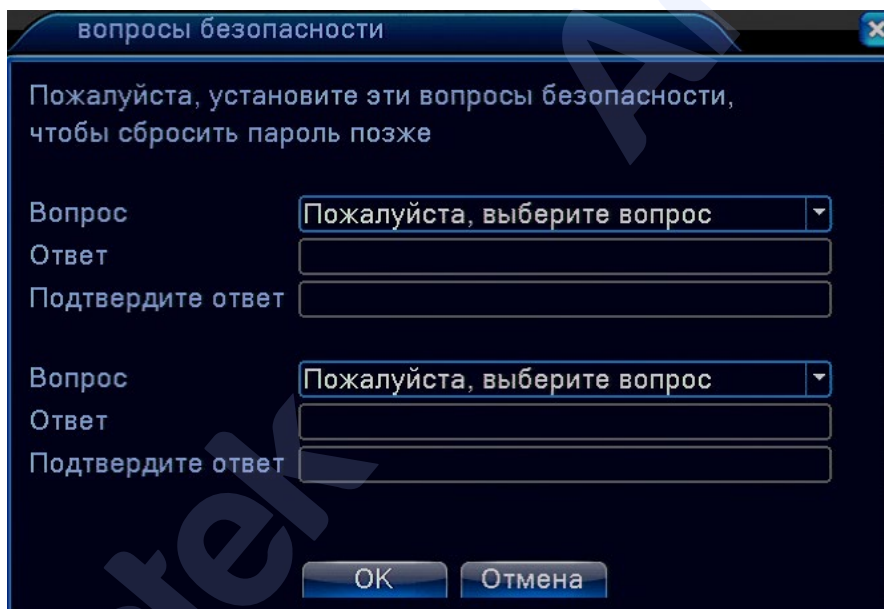 вопросы безопасности
Пожалуйста, установите эти вопросы безопасности,
чтобы сбросить пароль позже
Вопрос Пожалуйста, выберите вопрос
Ответ
Подтвердите ответ
Вопрос Пожалуйста, выберите вопрос
Ответ
Подтвердите ответ
OK Отмена